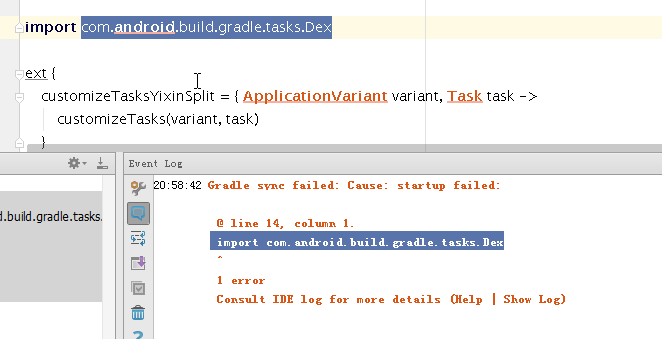 import com.android.build.gradle.tasks.Dex
ext {
customizeTasksYixinSplit = { ApplicationVariant variant, Task task ->
customizeTasks(variant, task)
}
Event Log
d.build.gradle.tasks.
20:58:42 Gradle sync failed: Cause: startup failed:
@ line 14, column 1.
import com.android.build.gradle.tasks.Dex
^
1 error
Consult IDE log for more details (Help | Show Log)